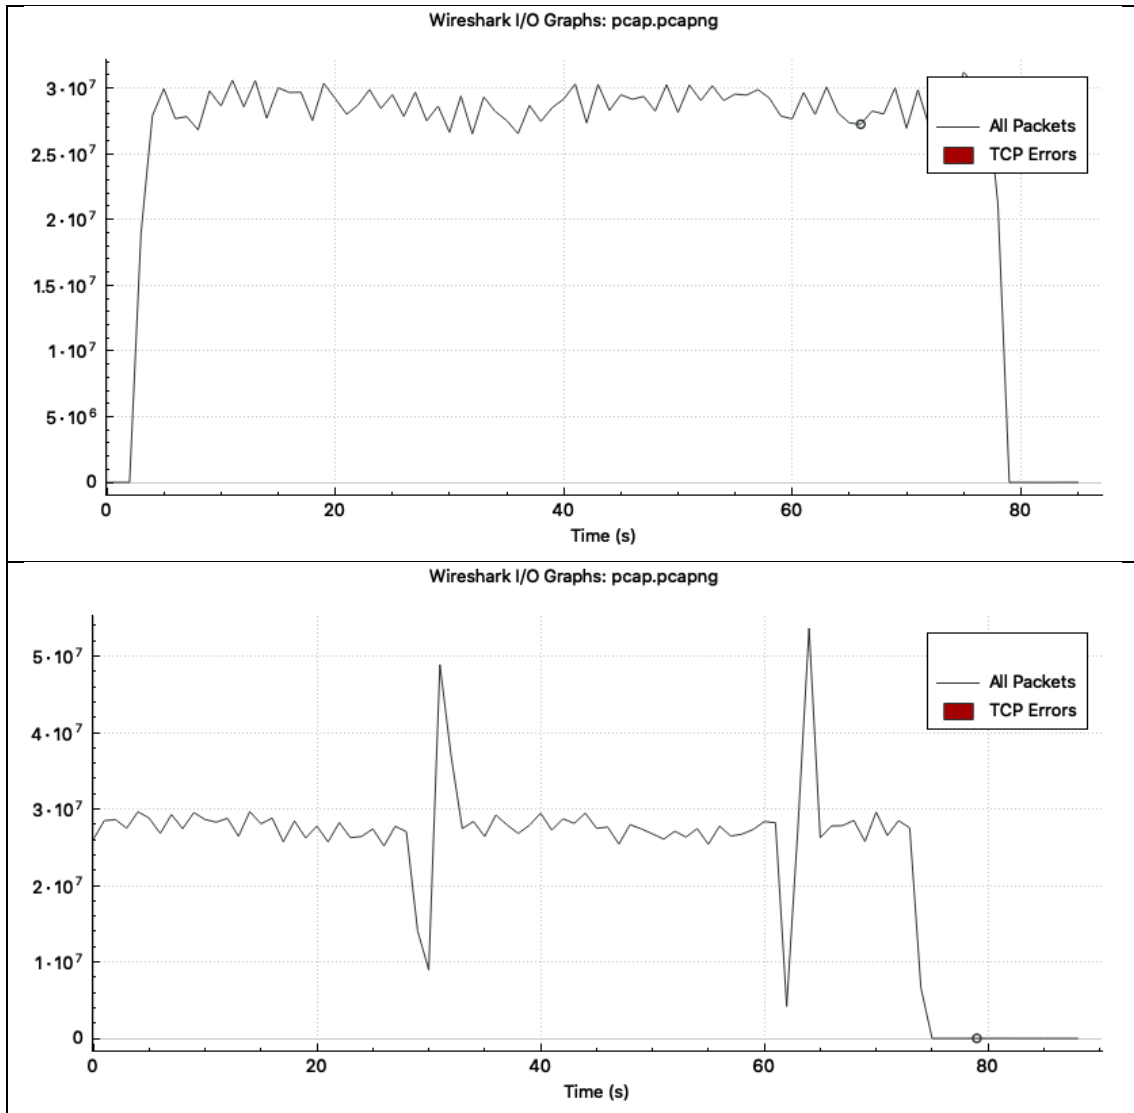 Wireshark I/O Graphs: pcap.pcapng
3·10⁷
2.5·10⁷
2·10⁷
1.5·10⁷
1·10⁷
5·10⁶
0
All Packets
TCP Errors
0 20 40 60 80
Time (s)
Wireshark I/O Graphs: pcap.pcapng
5·10⁷
4·10⁷
3·10⁷
2·10⁷
1·10⁷
0
All Packets
TCP Errors
0 20 40 60 80
Time (s)